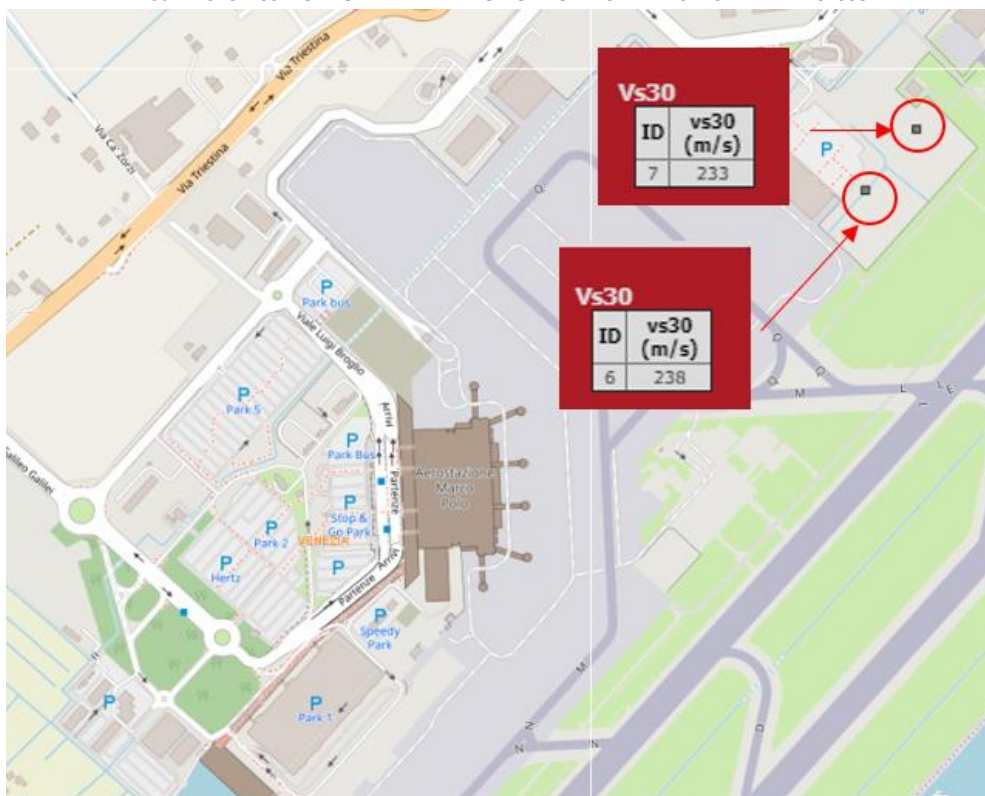 Via Triestina
Via Ca' Zorzi
Via Triestina
Vs30
ID vs30 (m/s)
7 233
P
Vs30
ID vs30 (m/s)
6 238
P
Park bus
Viale Luigi Broglio
P
Park 5
Arrivi
P
Park Bus
Partenze
Aerostazione
Marco
Polo
Galileo Galilei
P
Stop &
Go Park
P
Park 2
VENEZIA
P
Hertz
P
Partenze Arrivi
P
Speedy
Park
P
P
Park 1
Q
Q
Q
M
L
L
E
M
N
N
N
D